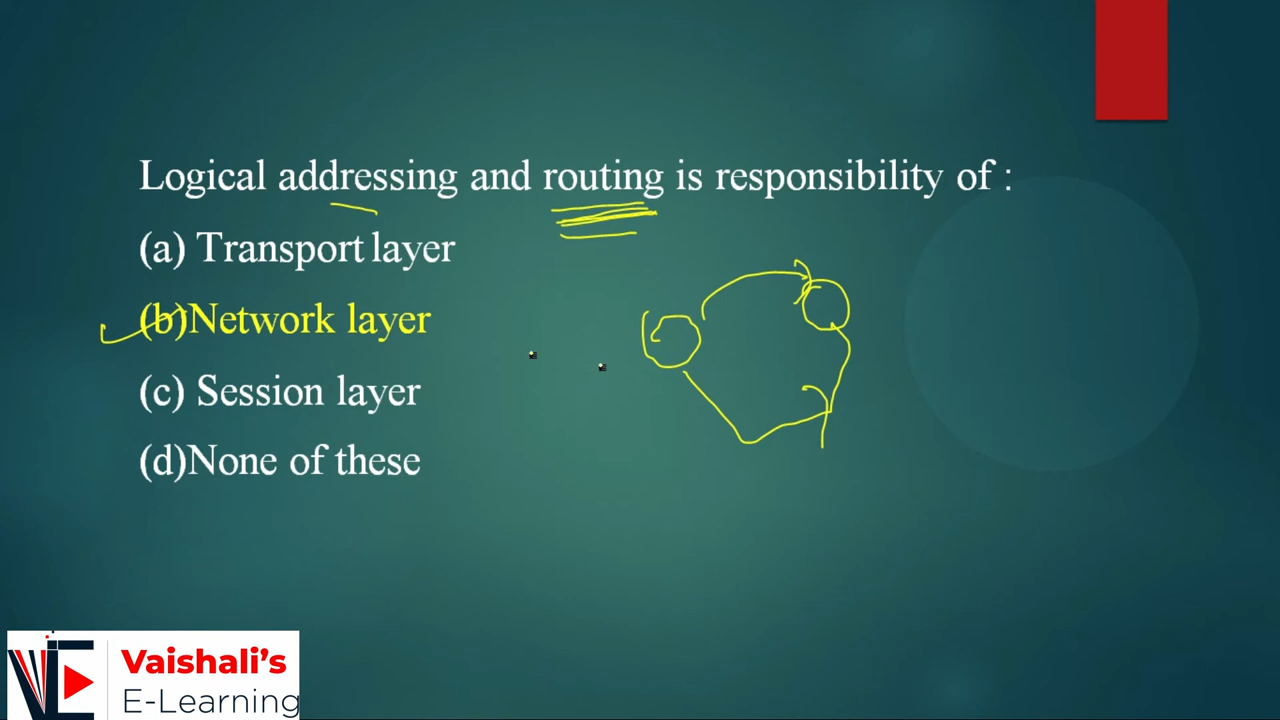 Logical addressing and routing is responsibility of :
(a) Transport layer
(b)Network layer
(c) Session layer
(d)None of these
Vaishali's
E-Learning